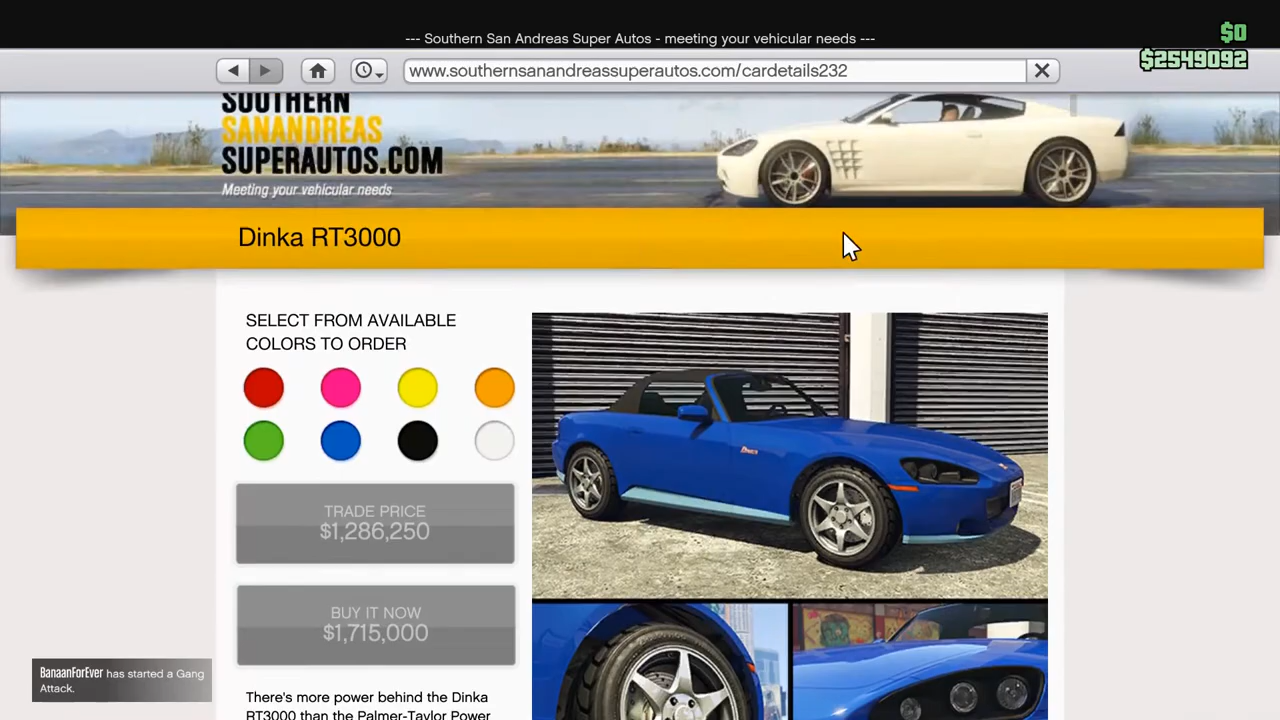 --- Southern San Andreas Super Autos - meeting your vehicular needs ---
$0
$2549092
www.southernsanandreassuperautos.com/cardetails232
SOUTHERN
SANANDREAS
SUPERAUTOS.COM
Meeting your vehicular needs
Dinka RT3000
SELECT FROM AVAILABLE
COLORS TO ORDER
TRADE PRICE
$1,286,250
BUY IT NOW
$1,715,000
There's more power behind the Dinka
RT3000 than the Palmer-Taylor Power
BanaanForEver has started a Gang
Attack.